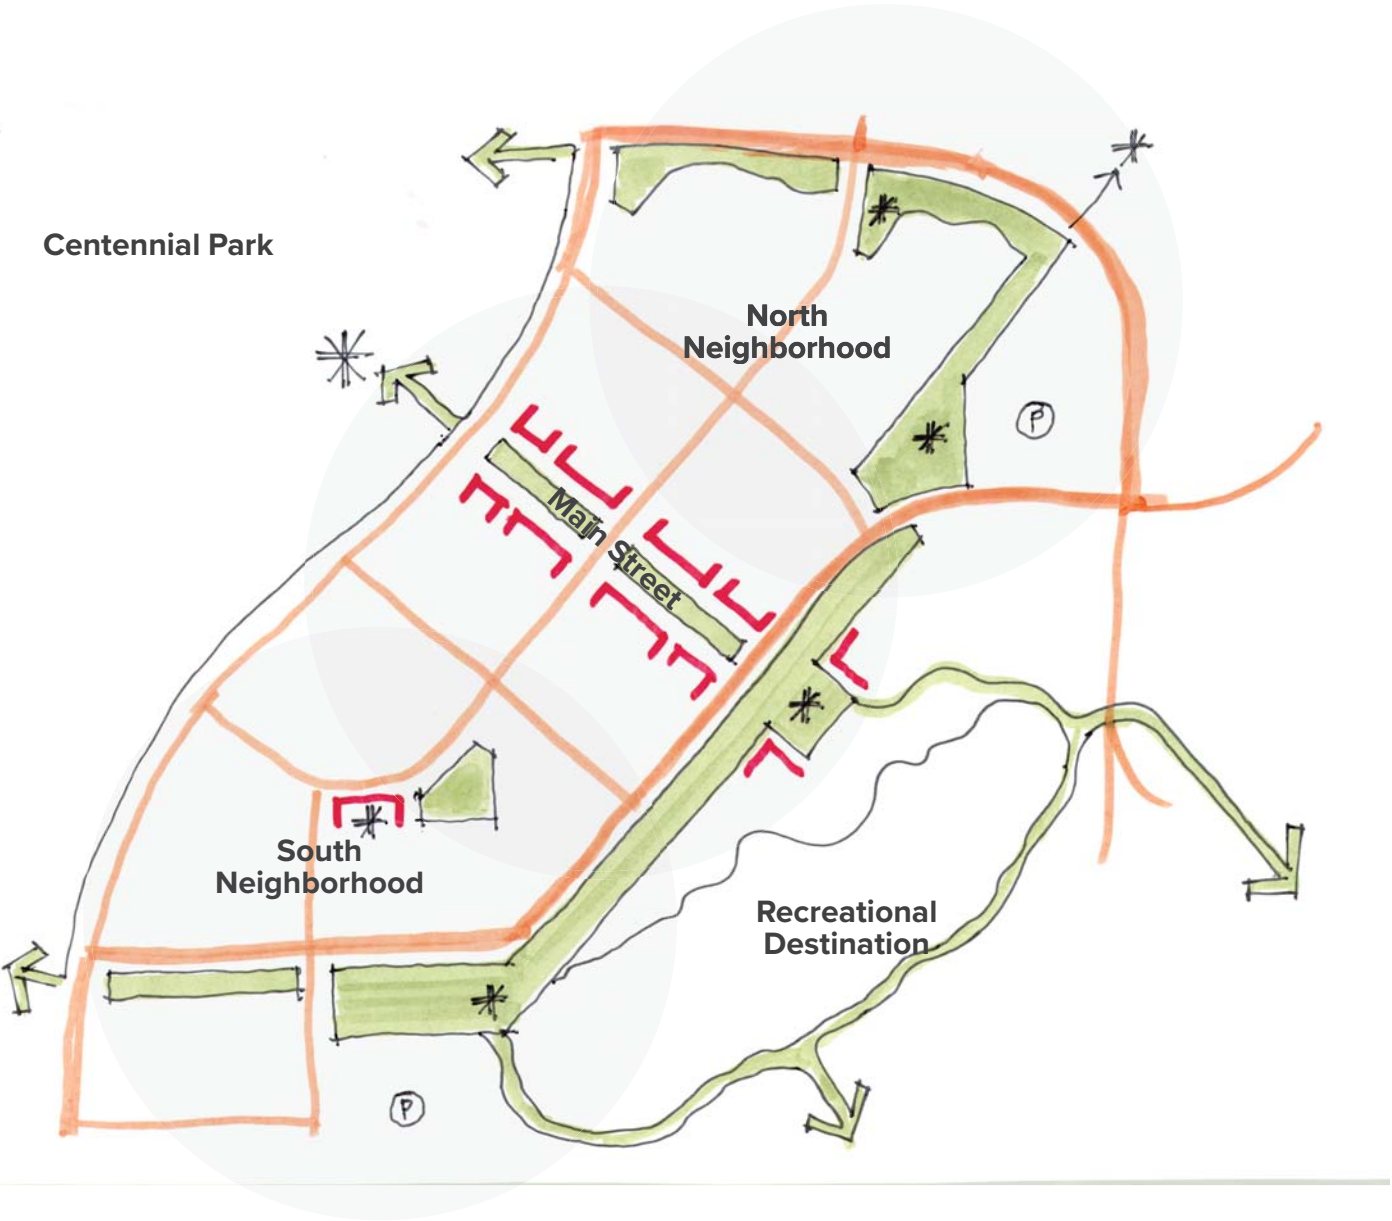 Centennial Park
North
Neighborhood
P
Main Street
South
Neighborhood
Recreational
Destination
P